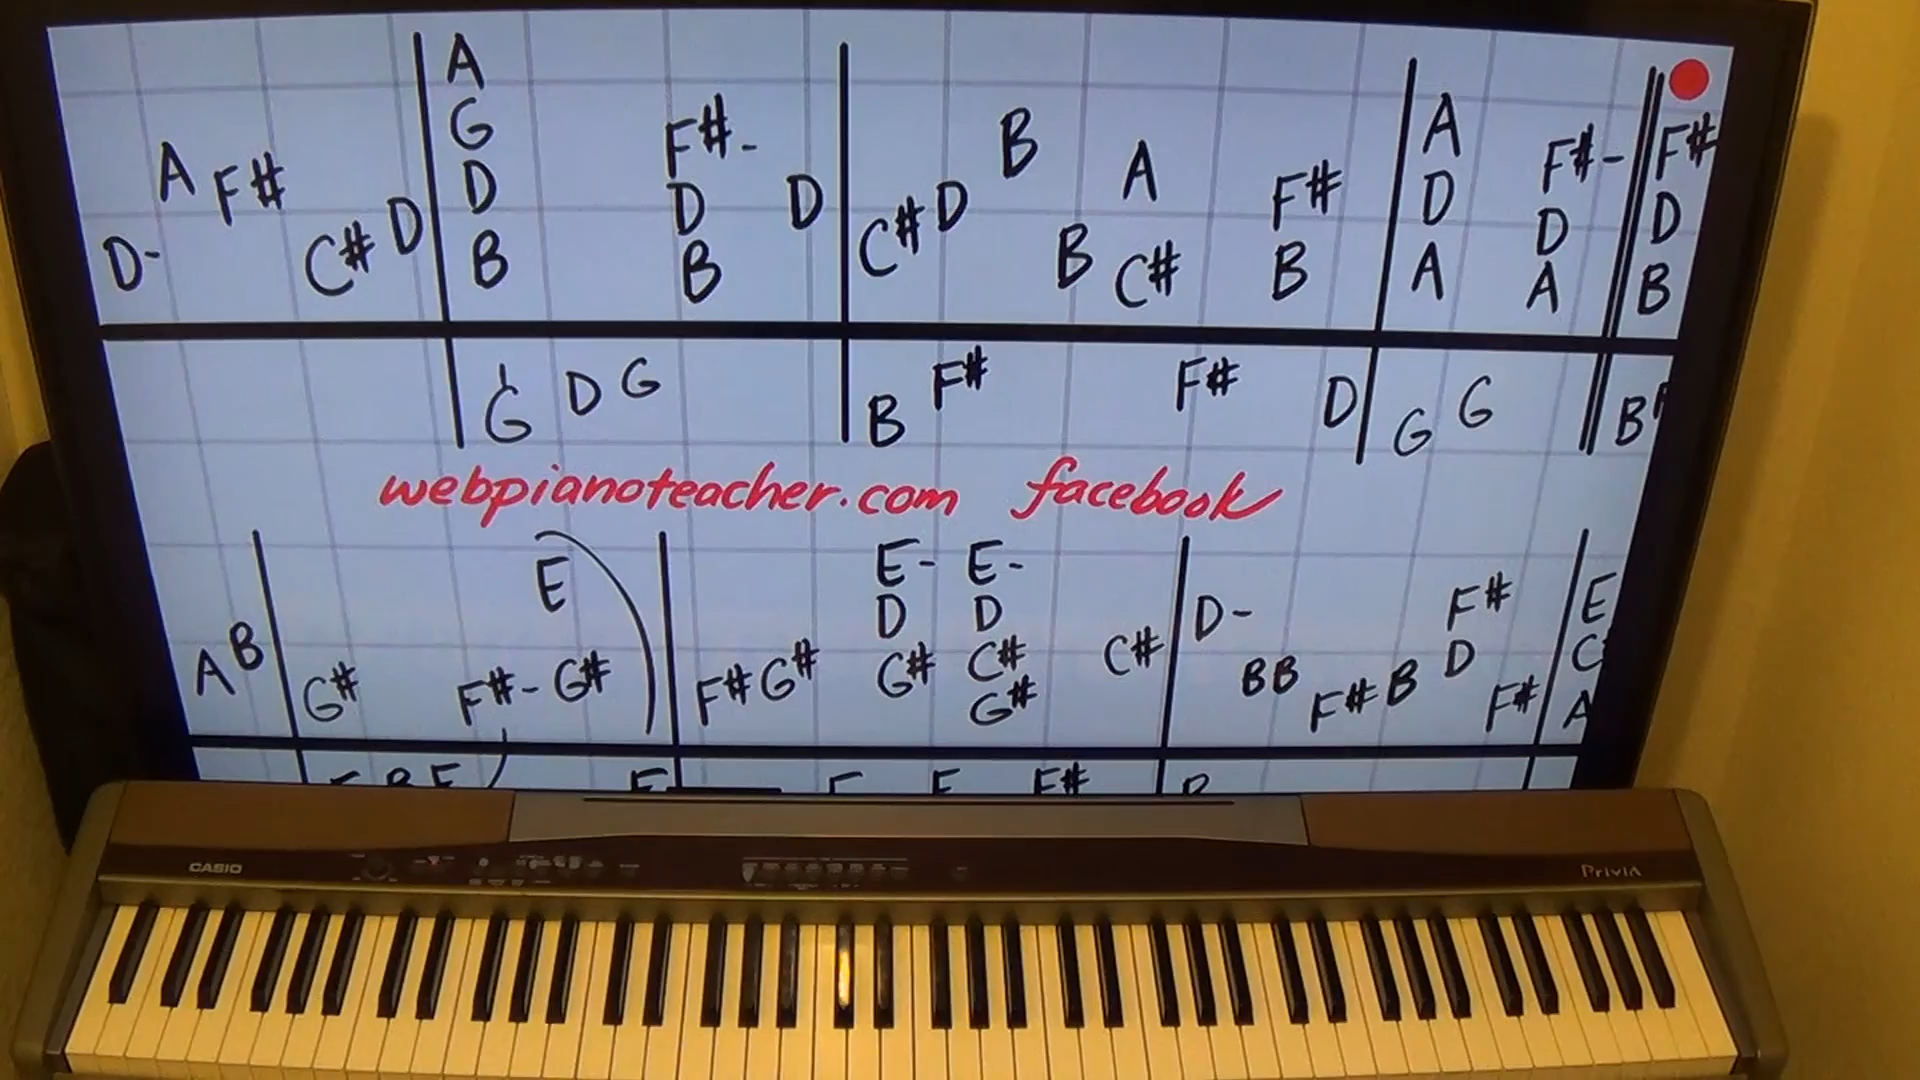 A A
G F# - B A F# -  F#
A F# D D D A F# D D D
D - C# D B B C# D B C# B A A B
G D G B F# F# D G G B
webpianoteacher.com facebook
E E - E - F# E
B D D C# D - D
A G# F# - G# F# G# G# C# G# B B F# B F# A
F#
CASIO Privia